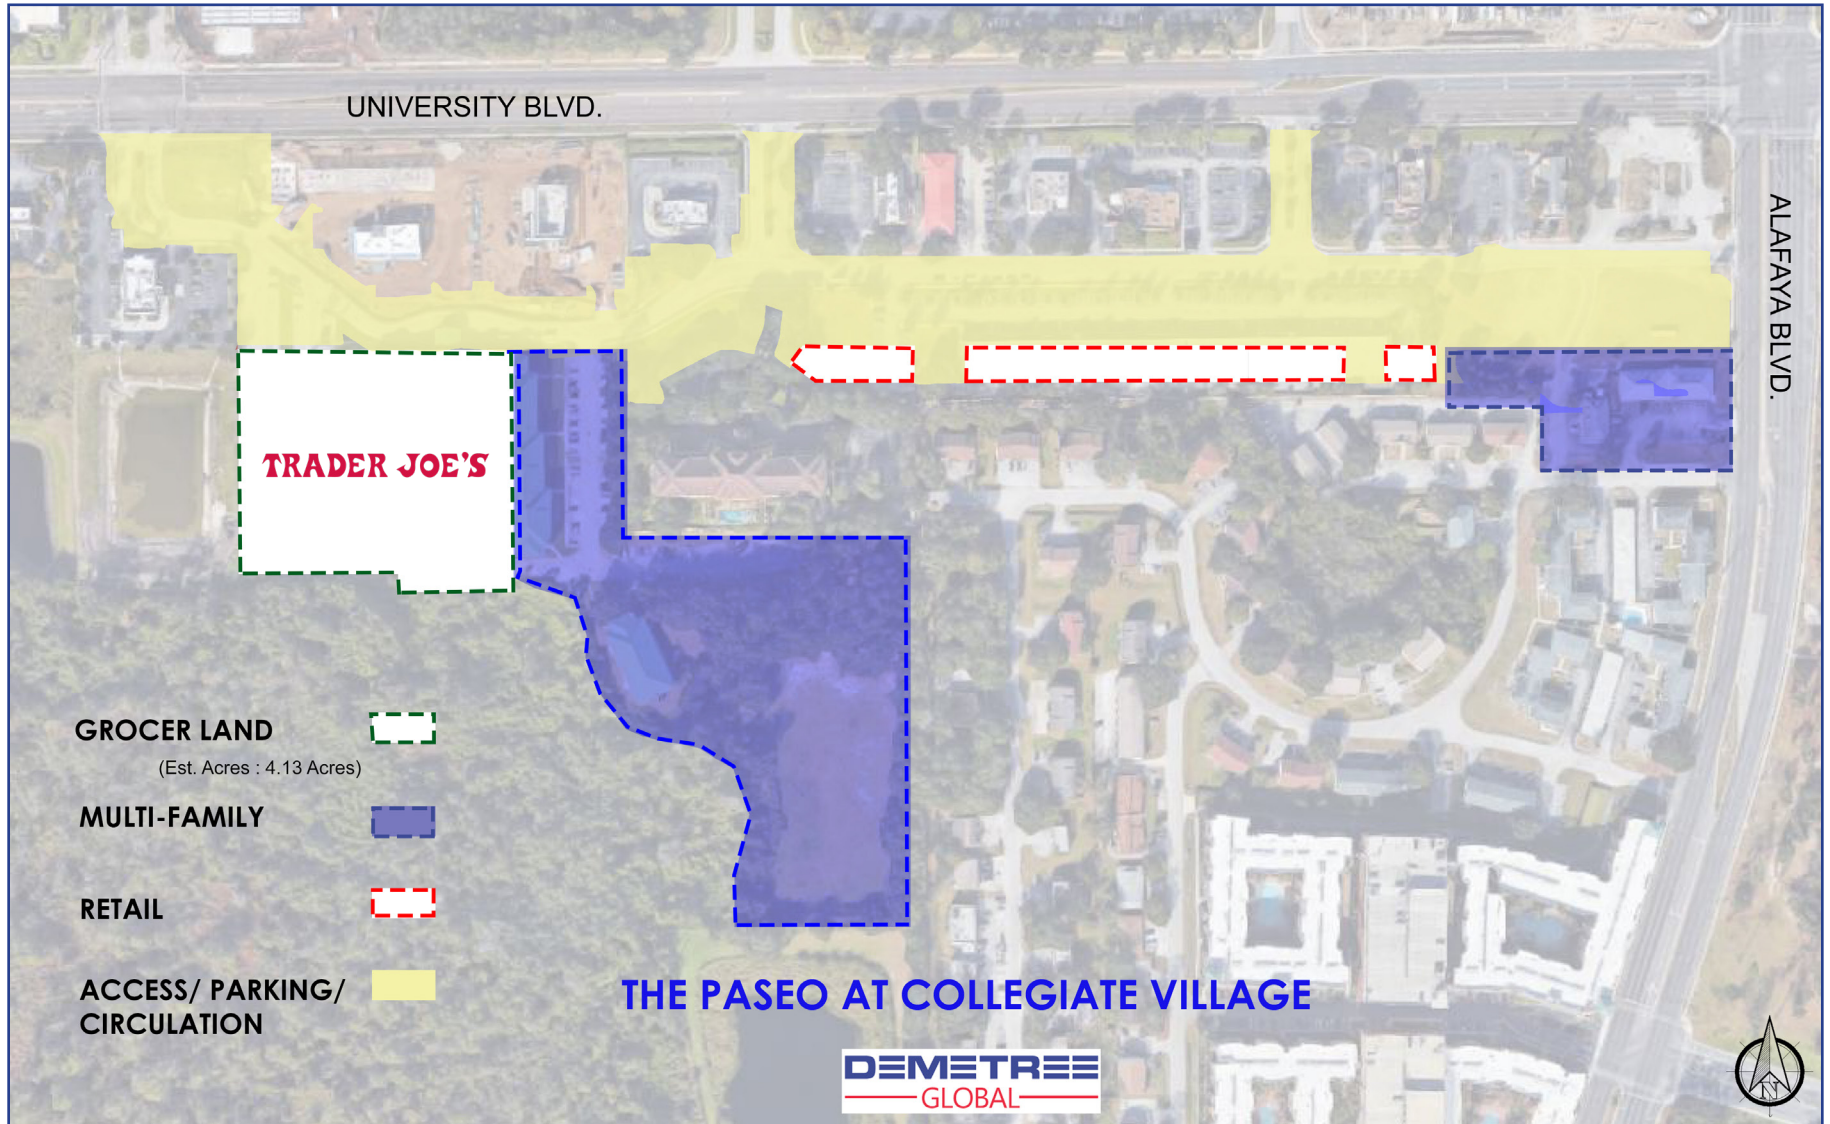 UNIVERSITY BLVD.
ALAFAYA BLVD.
TRADER JOE'S
GROCER LAND
(Est. Acres : 4.13 Acres)
MULTI-FAMILY
RETAIL
ACCESS/ PARKING/
CIRCULATION
THE PASEO AT COLLEGIATE VILLAGE
DEMETREE
GLOBAL
N